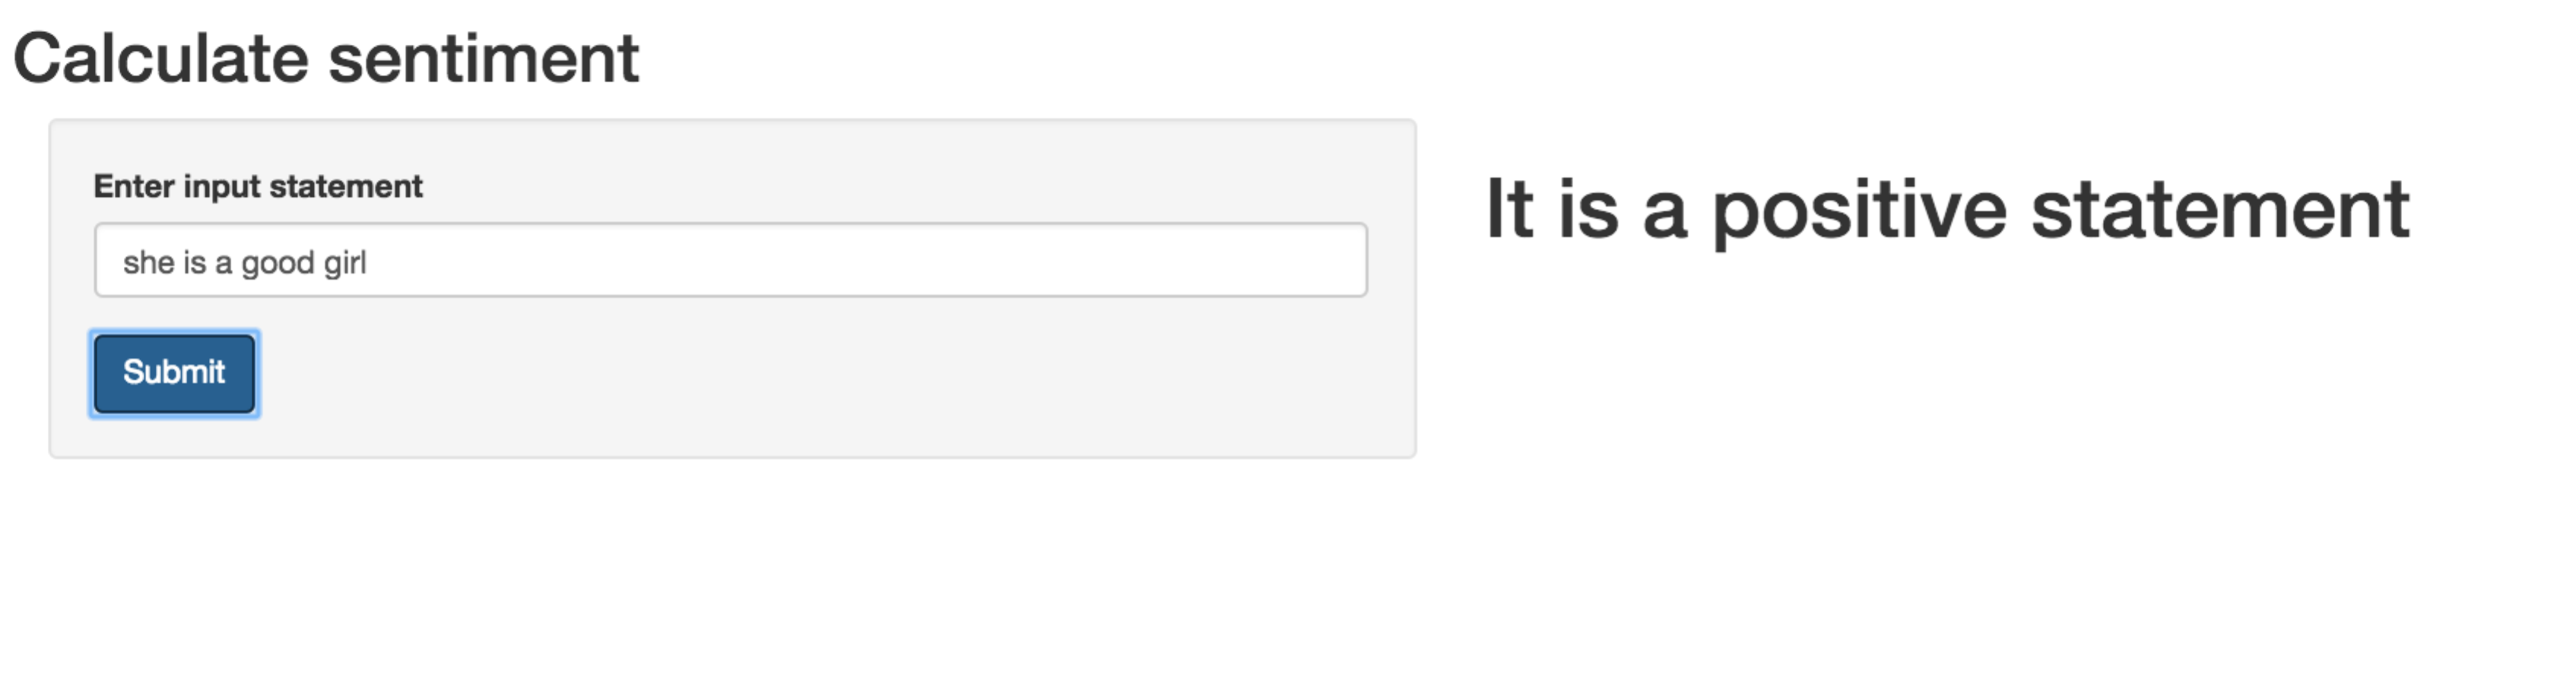 Calculate sentiment
Enter input statement
she is a good girl
Submit
It is a positive statement